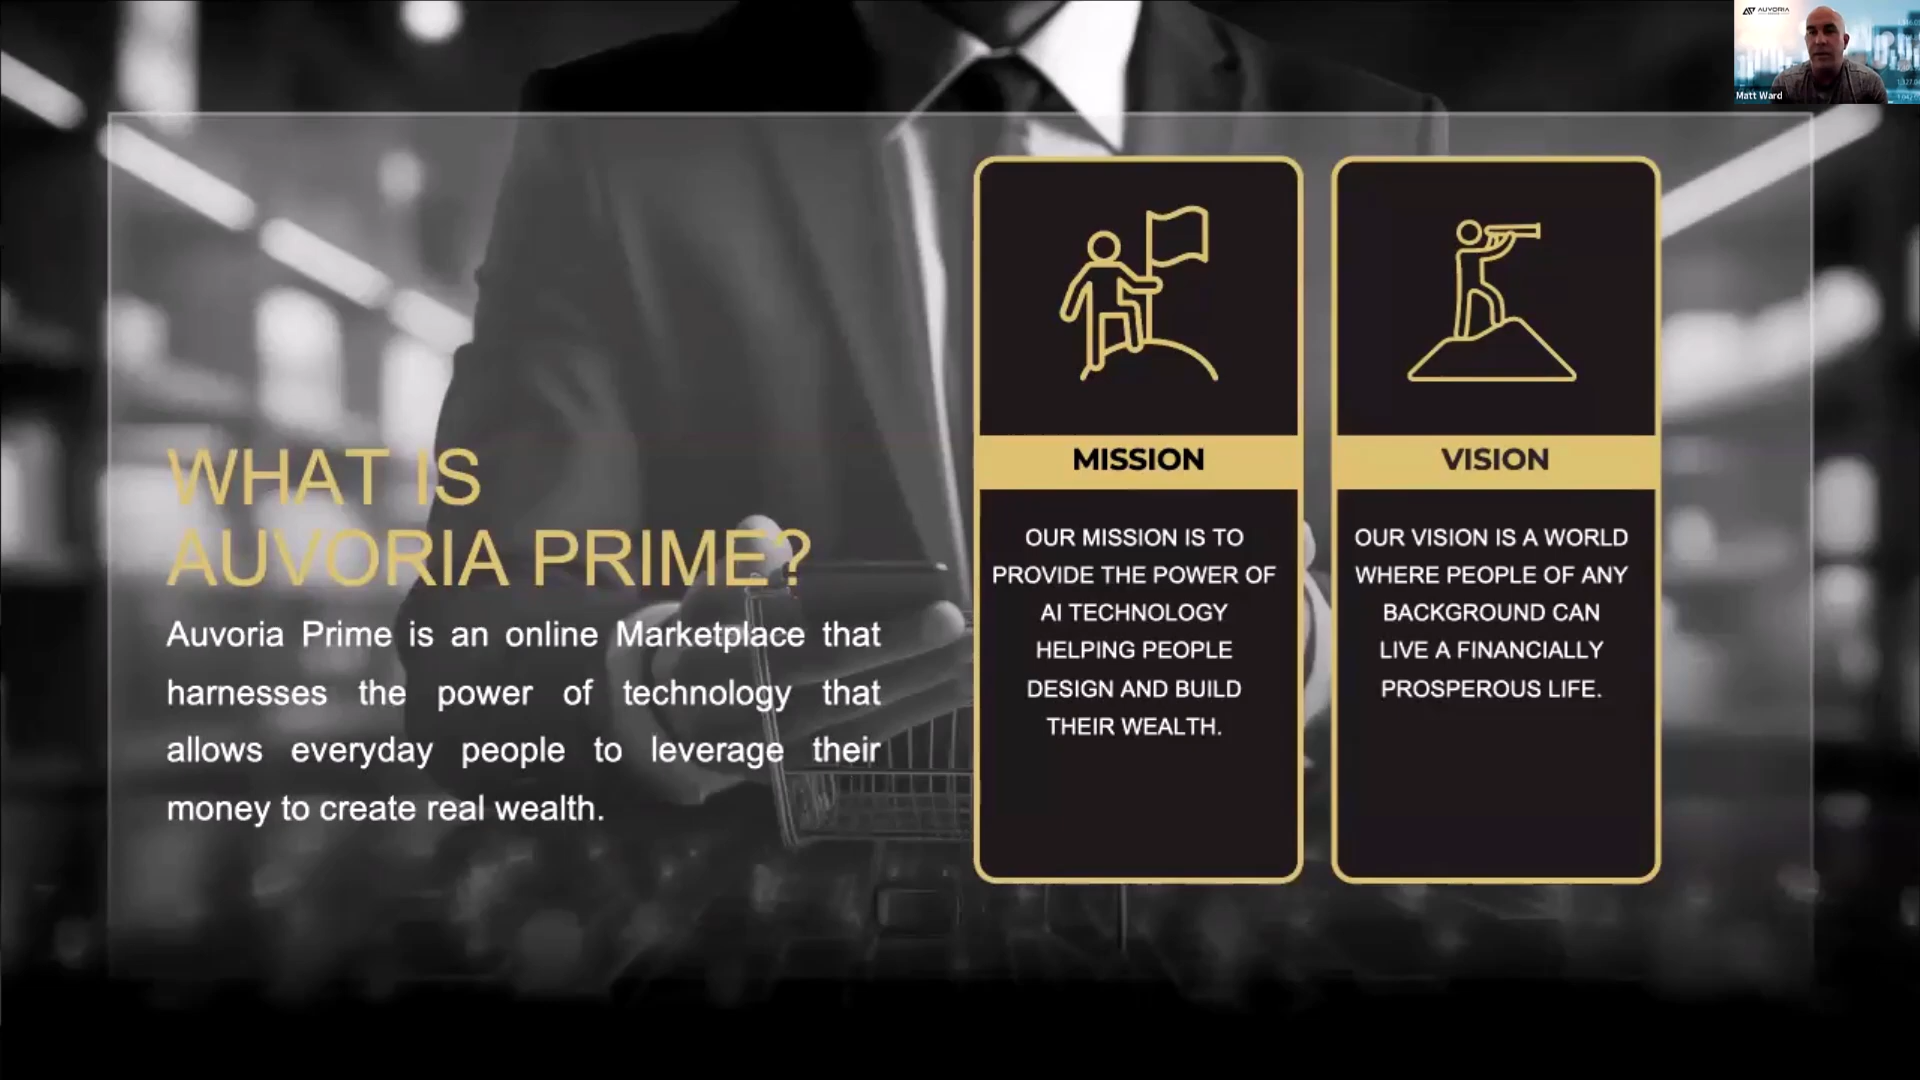 AUVORIA
Matt Ward
WHAT IS
AUVORIA PRIME?
Auvoria Prime is an online Marketplace that
harnesses the power of technology that
allows everyday people to leverage their
money to create real wealth.
MISSION
OUR MISSION IS TO
PROVIDE THE POWER OF
AI TECHNOLOGY
HELPING PEOPLE
DESIGN AND BUILD
THEIR WEALTH.
VISION
OUR VISION IS A WORLD
WHERE PEOPLE OF ANY
BACKGROUND CAN
LIVE A FINANCIALLY
PROSPEROUS LIFE.